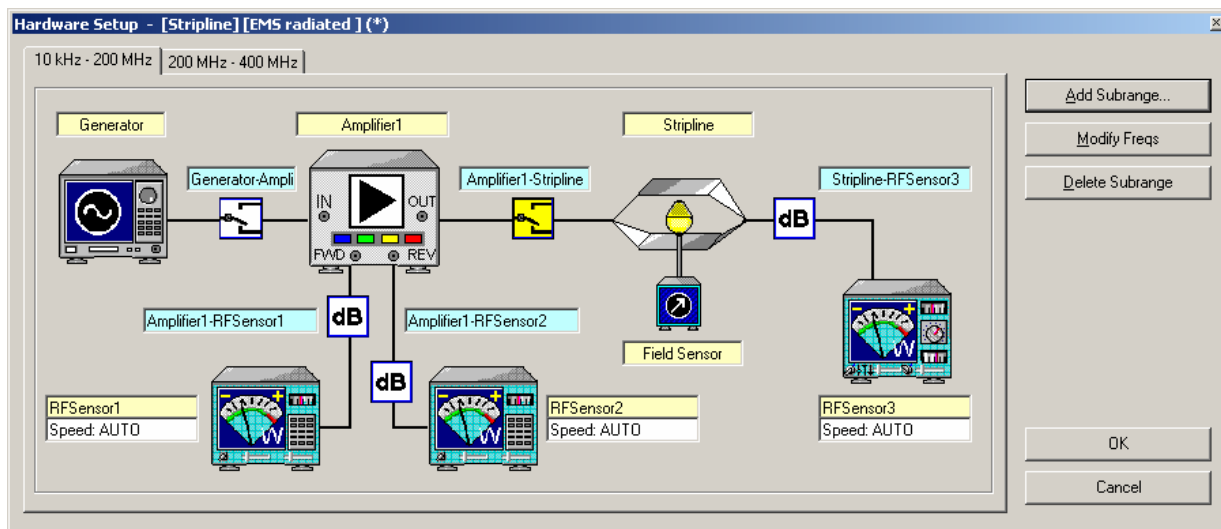 Hardware Setup - [Stripline] [EMS radiated ] (*)
10 kHz - 200 MHz
200 MHz - 400 MHz
Add Subrange...
Modify Freqs
Delete Subrange
Generator
Amplifier1
Stripline
Generator-Ampli
Amplifier1-Stripline
Stripline-RFSensor3
IN
OUT
FWD
REV
dB
Amplifier1-RFSensor1
dB
Amplifier1-RFSensor2
dB
Field Sensor
RFSensor1
Speed: AUTO
RFSensor2
Speed: AUTO
RFSensor3
Speed: AUTO
OK
Cancel